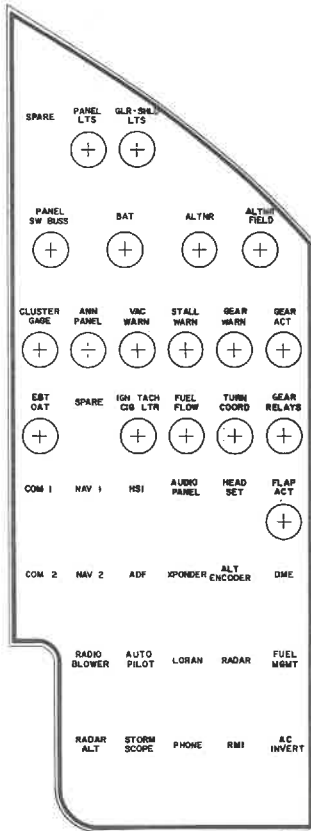 SPARE PANEL LTS GLR-SHLD LTS
PANEL SW BUSS BAT ALTNR ALTNR FIELD
CLUSTER GAGE ANN PANEL VAC WARN STALL WARN GEAR WARN GEAR ACT
EGT OAT SPARE IGN TACH CIG LTR FUEL FLOW TURN COORD GEAR RELAYS
COM 1 NAV 1 HSI AUDIO PANEL HEAD SET FLAP ACT
COM 2 NAV 2 ADF XPONDER ALT ENCODER DME
RADIO BLOWER AUTO PILOT LORAN RADAR FUEL MGMT
RADAR ALT STORM SCOPE PHONE RMI AC INVERT